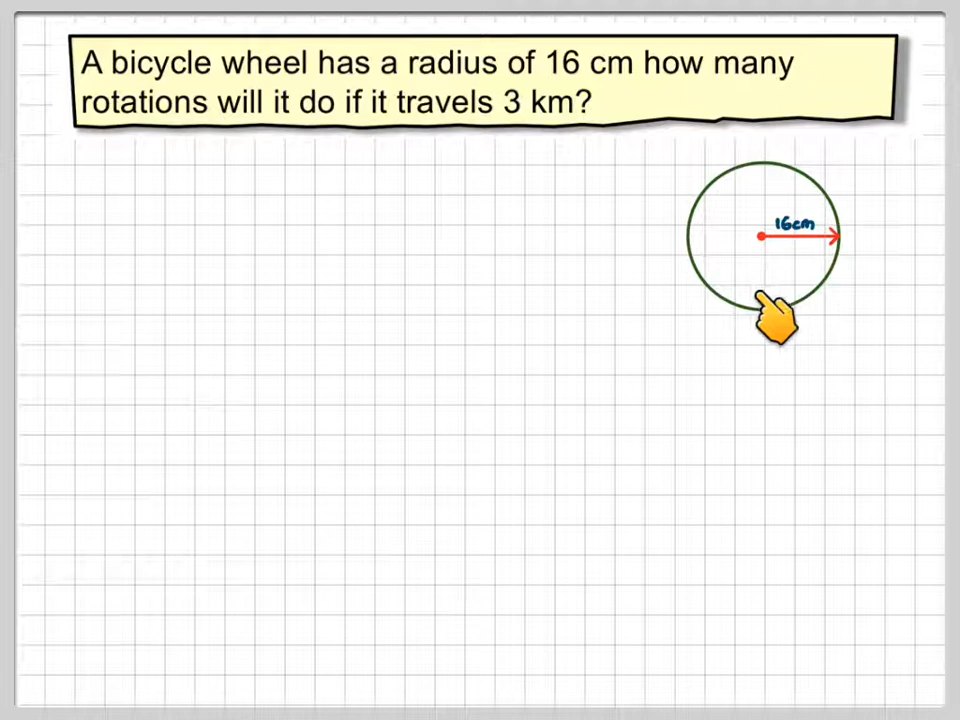 A bicycle wheel has a radius of 16 cm how many
rotations will it do if it travels 3 km?
16cm